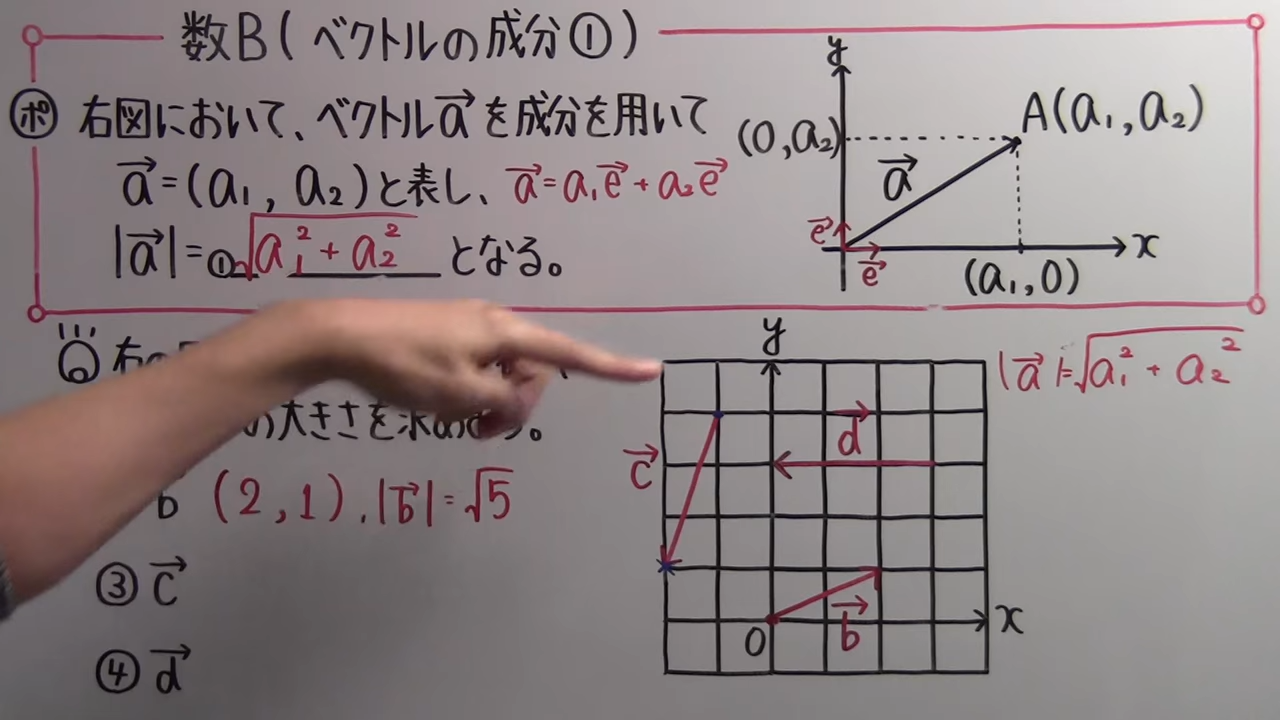 数B(ベクトルの成分①)
ポ 右図において、ベクトルa⃗を成分を用いて
a⃗=(a₁, a₂)と表し、a⃗=a₁e⃗+a₂e⃗
|a⃗|=①√a₁²+a₂² となる。
y
A(a₁, a₂)
(0, a₂)
a⃗
e⃗
e⃗
x
(a₁, 0)
Q 右の
の大きさを求めよう。
b (2, 1). |b⃗|=√5
③ c⃗
④ d⃗
y
c⃗
d⃗
b⃗
O
x
|a⃗|=√a₁²+a₂²